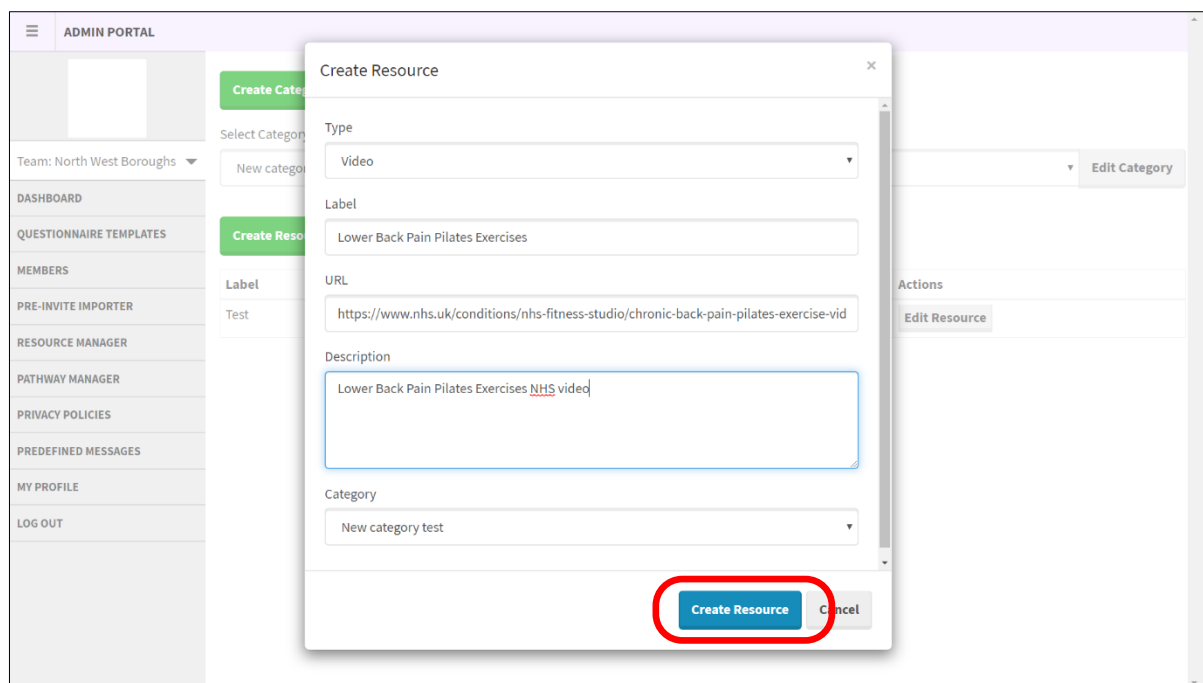 ADMIN PORTAL
Team: North West Boroughs
DASHBOARD
QUESTIONNAIRE TEMPLATES
MEMBERS
PRE-INVITE IMPORTER
RESOURCE MANAGER
PATHWAY MANAGER
PRIVACY POLICIES
PREDEFINED MESSAGES
MY PROFILE
LOG OUT
Create
Select
New
Edit Category
Create
Label
Actions
Test
Edit Resource
Create Resource
×
Type
Video
Label
Lower Back Pain Pilates Exercises
URL
https://www.nhs.uk/conditions/nhs-fitness-studio/chronic-back-pain-pilates-exercise-vid
Description
Lower Back Pain Pilates Exercises NHS video
Category
New category test
Create Resource
Cancel